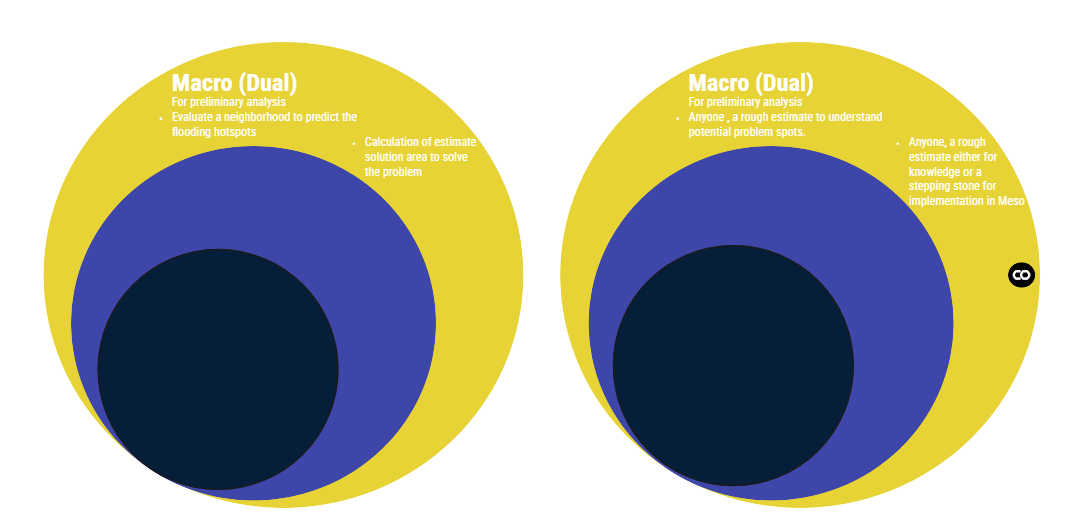 Macro (Dual)
For preliminary analysis
• Evaluate a neighborhood to predict the
flooding hotspots
• Calculation of estimate
solution area to solve
the problem
Macro (Dual)
For preliminary analysis
• Anyone , a rough estimate to understand
potential problem spots.
• Anyone, a rough
estimate either for
knowledge or a
stepping stone for
implementation in Meso